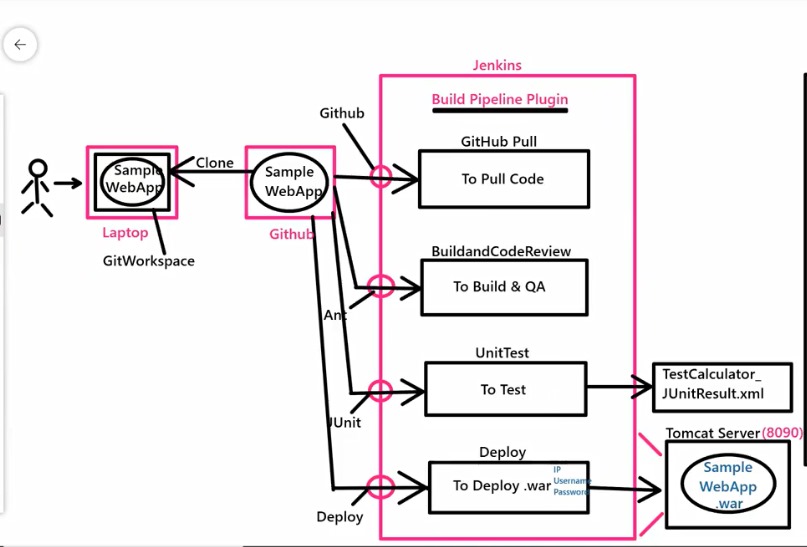 Jenkins
Build Pipeline Plugin
Github
GitHub Pull
To Pull Code
Clone
Sample
WebApp
Laptop
GitWorkspace
Sample
WebApp
Github
BuildandCodeReview
To Build & QA
Ant
UnitTest
To Test
JUnit
TestCalculator_
JUnitResult.xml
Deploy
To Deploy .war
IP
Username
Password
Deploy
Tomcat Server (8090)
Sample
WebApp
.war